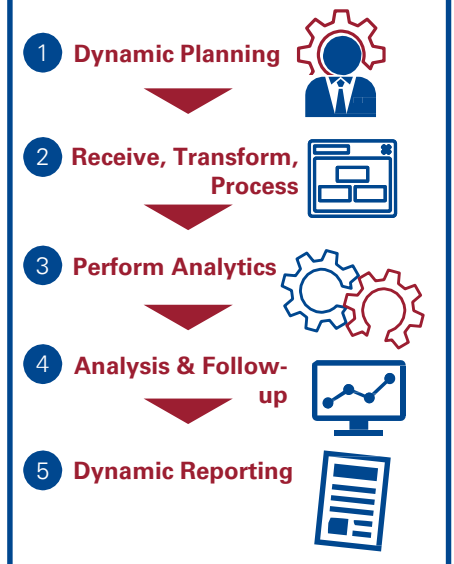 1 Dynamic Planning
2 Receive, Transform,
Process
3 Perform Analytics
4 Analysis & Follow-
up
5 Dynamic Reporting